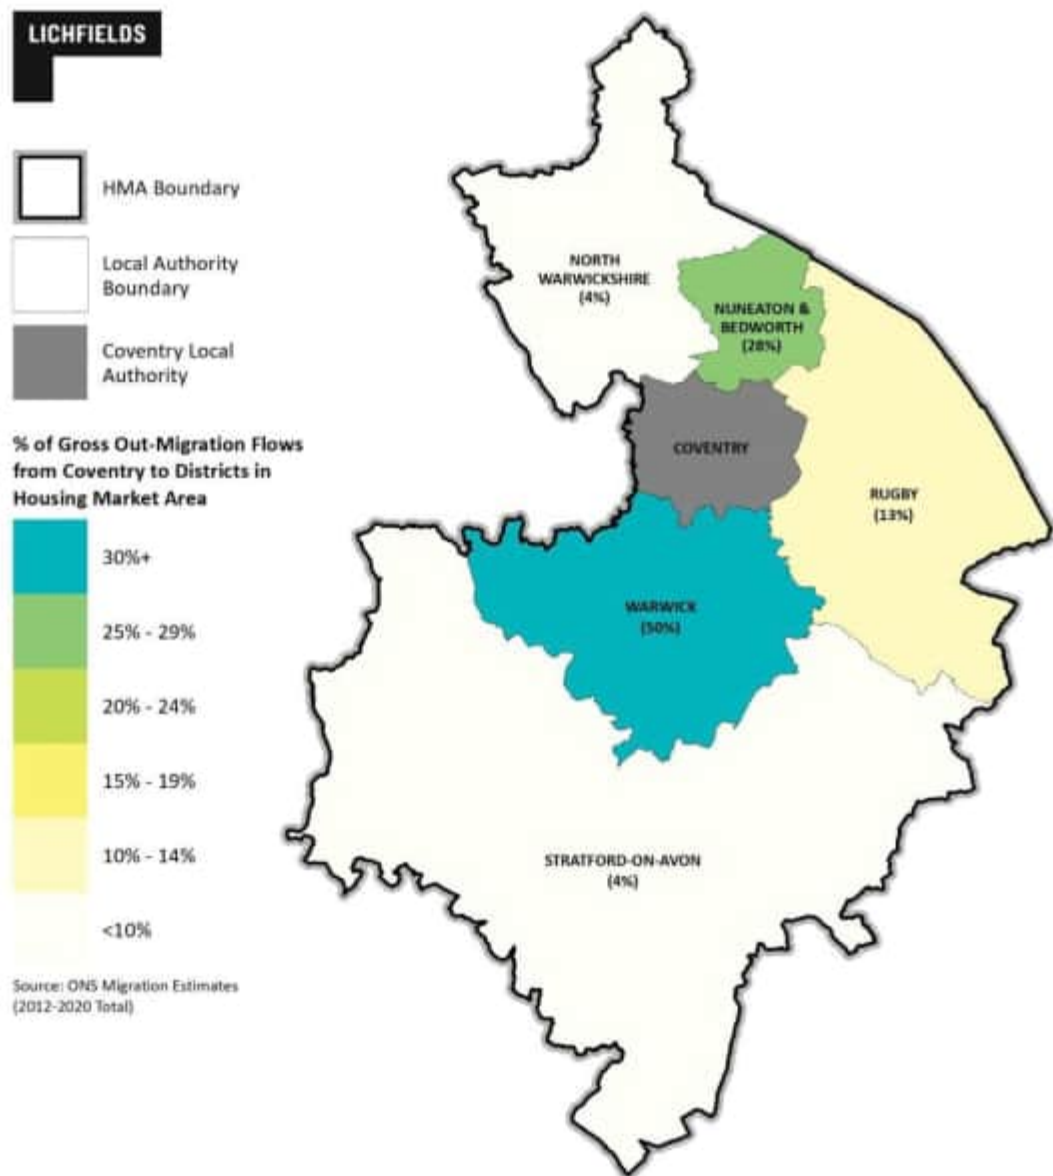 LICHFIELDS
HMA Boundary
Local Authority
Boundary
Coventry Local
Authority
% of Gross Out-Migration Flows
from Coventry to Districts in
Housing Market Area
30%+
25% - 29%
20% - 24%
15% - 19%
10% - 14%
<10%
Source: ONS Migration Estimates
(2012-2020 Total)
NORTH
WARWICKSHIRE
(4%)
NUNEATON &
BEDWORTH
(28%)
COVENTRY
RUGBY
(13%)
WARWICK
(50%)
STRATFORD-ON-AVON
(4%)